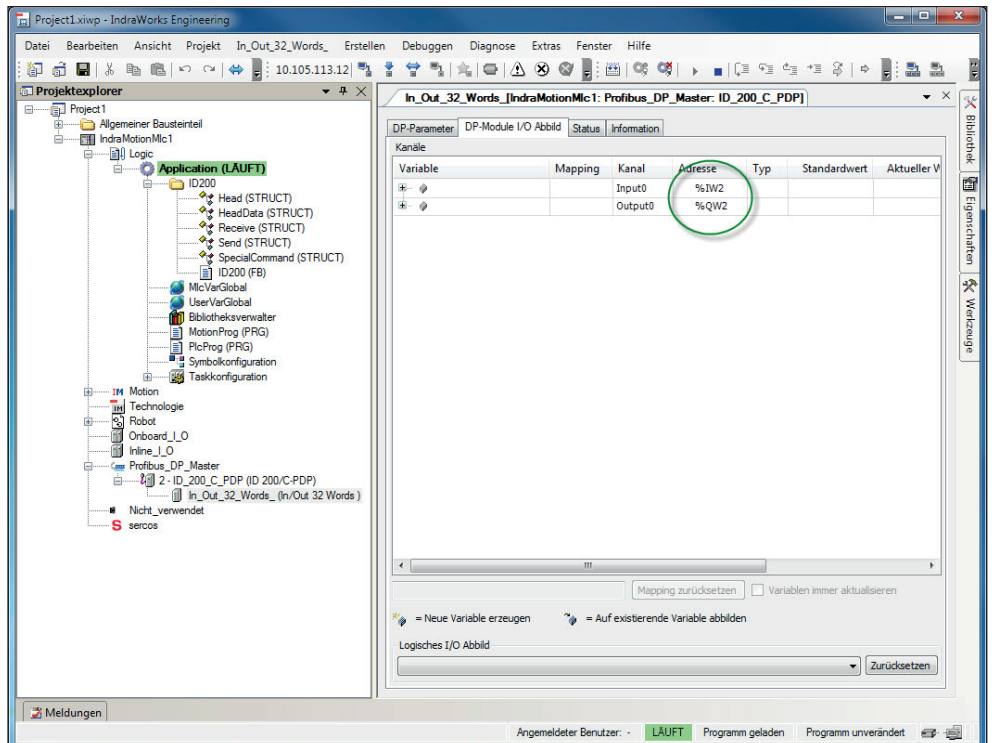 Project1.xiwp - IndraWorks Engineering
Datei Bearbeiten Ansicht Projekt In_Out_32_Words_ Erstellen Debuggen Diagnose Extras Fenster Hilfe
10.105.113.12
Projektexplorer
Project1
Allgemeiner Bausteinteil
IndraMotionMlc1
Logic
Application (LÄUFT)
ID200
Head (STRUCT)
HeadData (STRUCT)
Receive (STRUCT)
Send (STRUCT)
SpecialCommand (STRUCT)
ID200 (FB)
MlcVarGlobal
UserVarGlobal
Bibliotheksverwalter
MotionProg (PRG)
PlcProg (PRG)
Symbolkonfiguration
Taskkonfiguration
IM Motion
IM Technologie
Robot
Onboard_I_O
Inline_I_O
Profibus_DP_Master
2 - ID_200_C_PDP (ID 200/C-PDP)
In_Out_32_Words_ (In/Out 32 Words )
Nicht_verwendet
S sercos
In_Out_32_Words_[IndraMotionMlc1: Profibus_DP_Master: ID_200_C_PDP]
DP-Parameter DP-Module I/O Abbild Status Information
Kanäle
Variable Mapping Kanal Adresse Typ Standardwert Aktueller W
Input0 %IW2
Output0 %QW2
Mapping zurücksetzen Variablen immer aktualisieren
= Neue Variable erzeugen = Auf existierende Variable abbilden
Logisches I/O Abbild
Zurücksetzen
Bibliothek
Eigenschaften
Werkzeuge
Meldungen
Angemeldeter Benutzer: - LÄUFT Programm geladen Programm unverändert